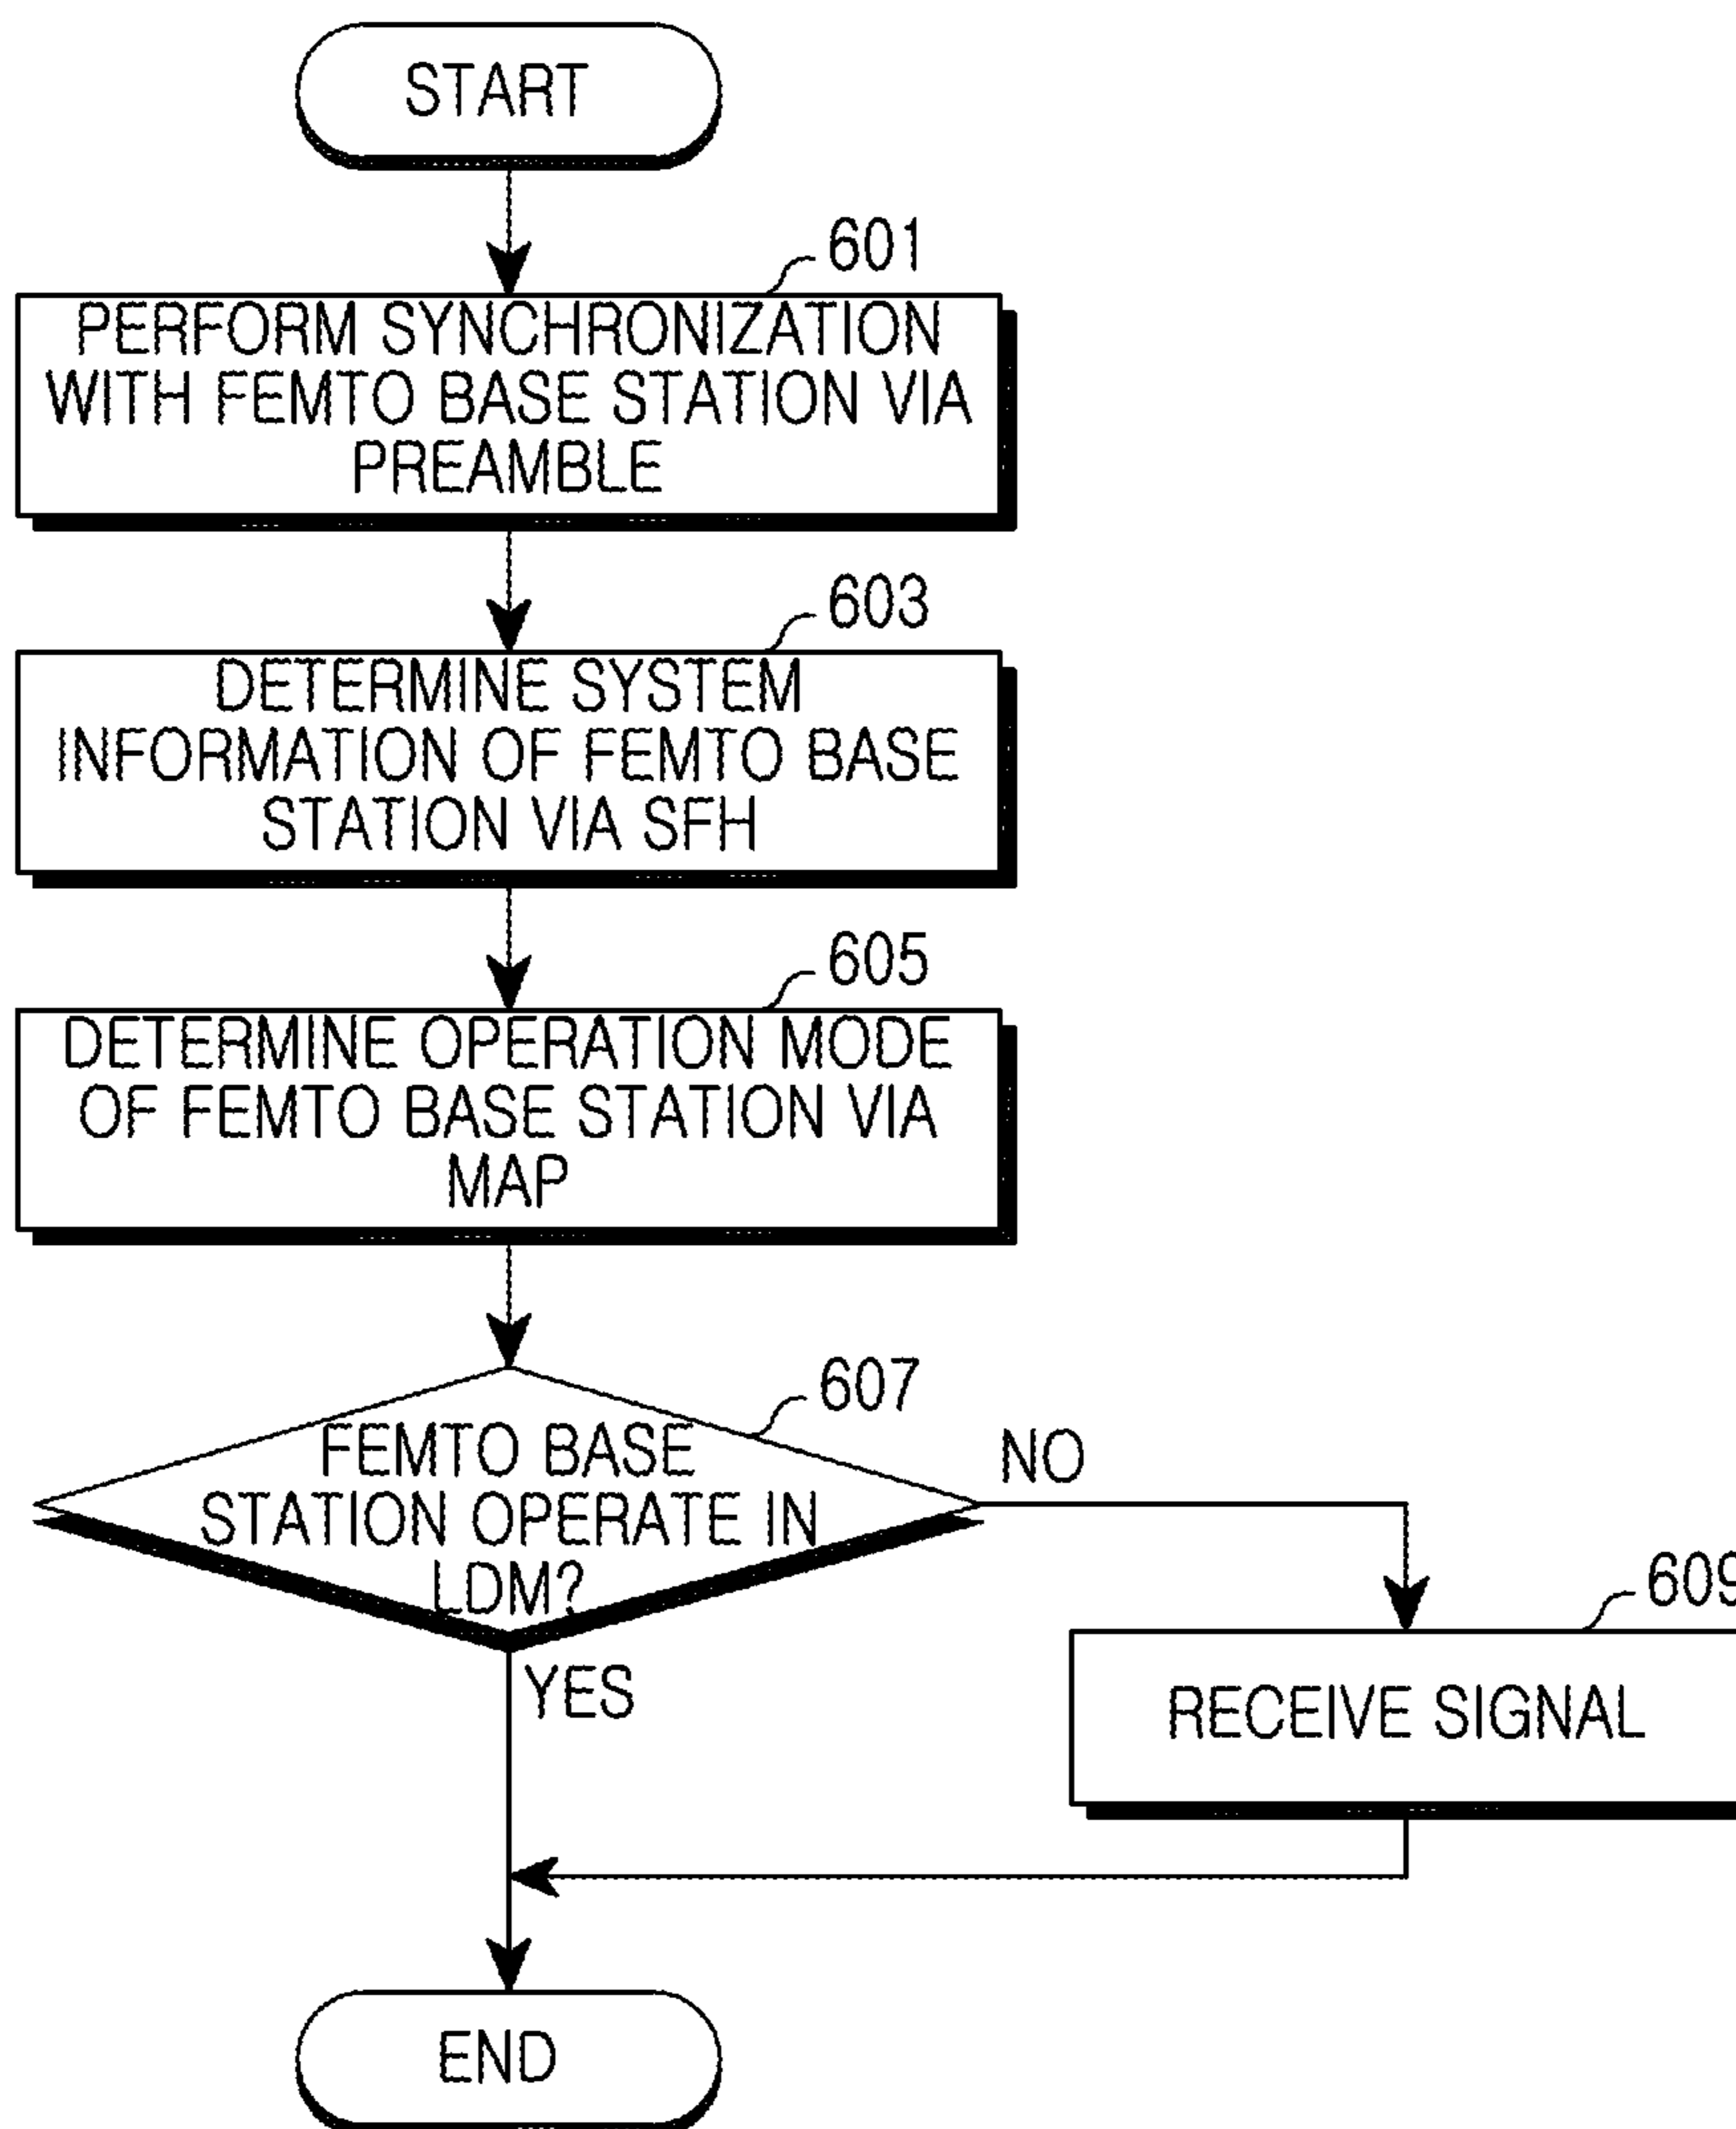 START
601
PERFORM SYNCHRONIZATION
WITH FEMTO BASE STATION VIA
PREAMBLE
603
DETERMINE SYSTEM
INFORMATION OF FEMTO BASE
STATION VIA SFH
605
DETERMINE OPERATION MODE
OF FEMTO BASE STATION VIA
MAP
607
FEMTO BASE
STATION OPERATE IN
LDM?
NO
609
RECEIVE SIGNAL
YES
END